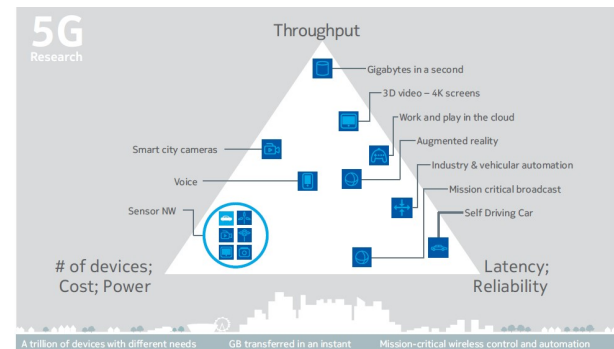 5G
Research
Throughput
Gigabytes in a second
3D video – 4K screens
Work and play in the cloud
Augmented reality
Smart city cameras
Industry & vehicular automation
Voice
Mission critical broadcast
Sensor NW
Self Driving Car
# of devices;
Cost; Power
Latency;
Reliability
A trillion of devices with different needs
GB transferred in an instant
Mission-critical wireless control and automation